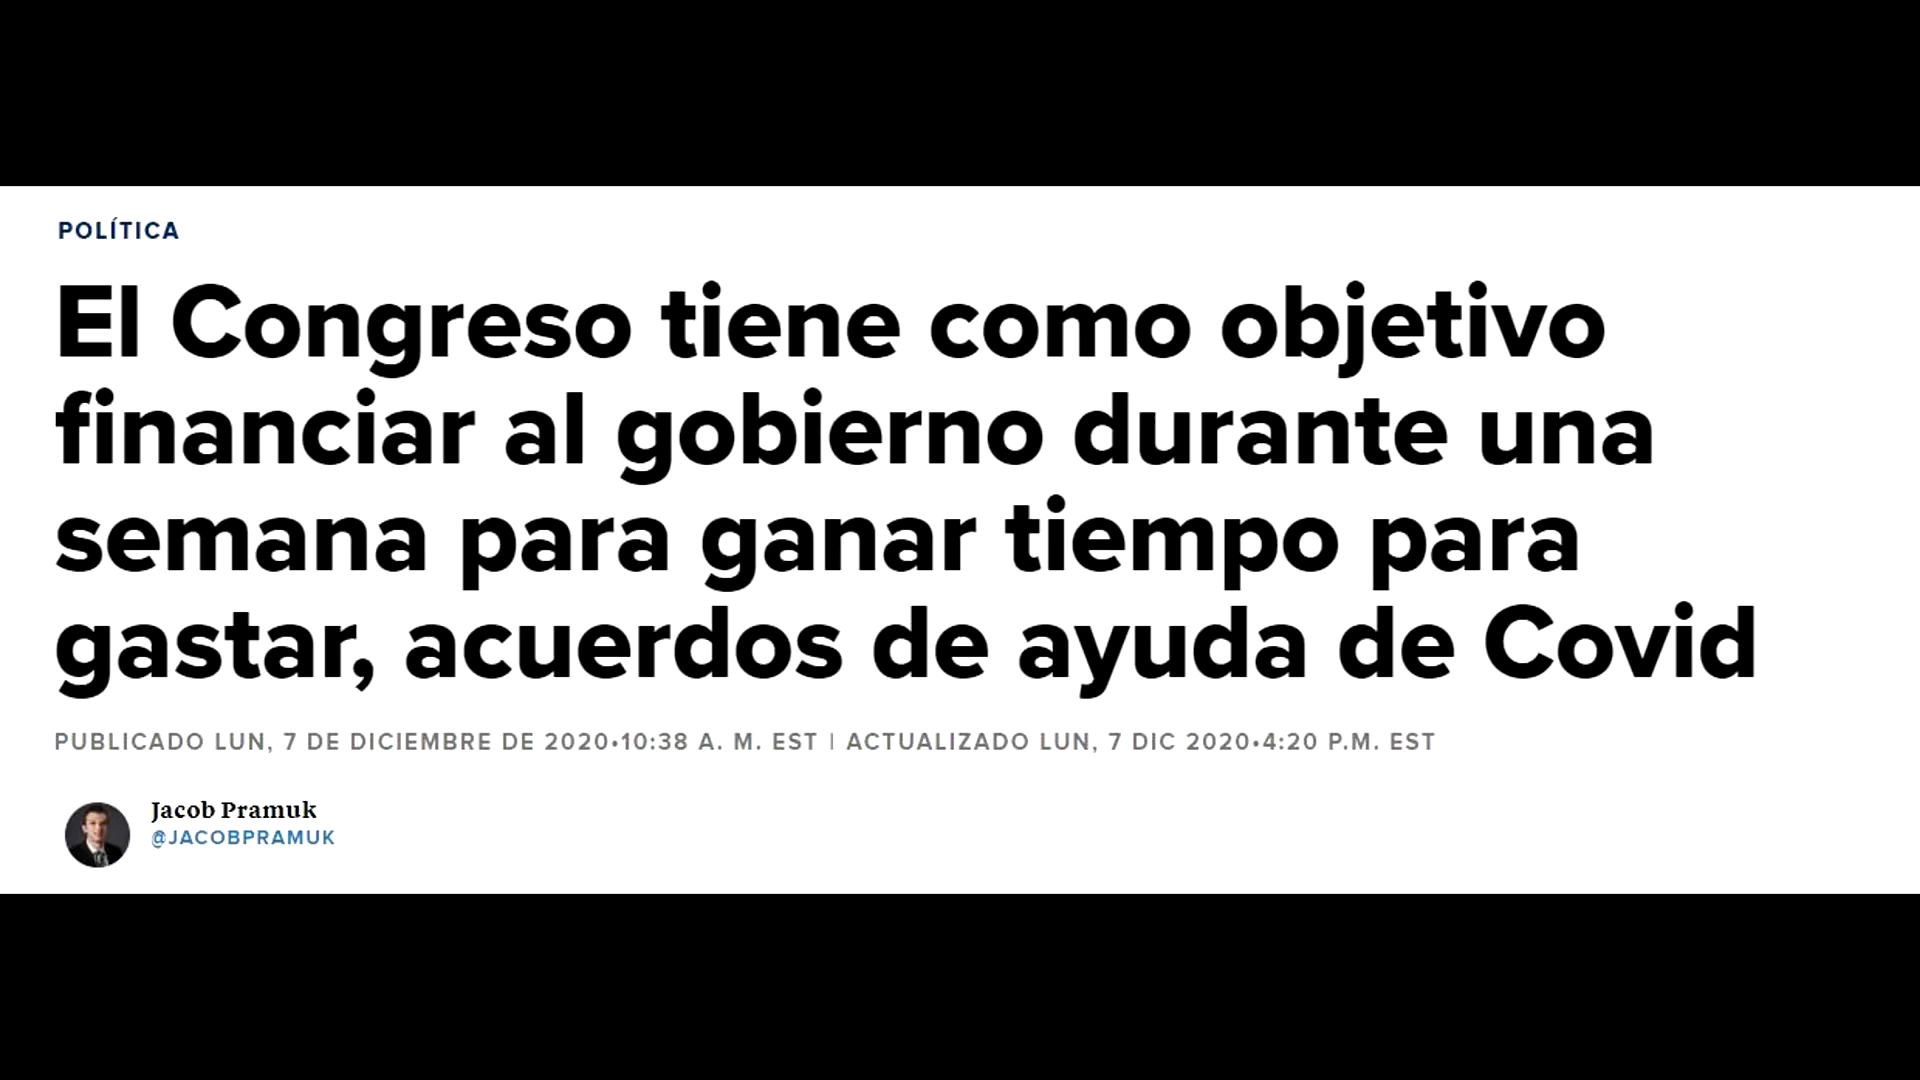 POLÍTICA
El Congreso tiene como objetivo
financiar al gobierno durante una
semana para ganar tiempo para
gastar, acuerdos de ayuda de Covid
PUBLICADO LUN, 7 DE DICIEMBRE DE 2020•10:38 A. M. EST | ACTUALIZADO LUN, 7 DIC 2020•4:20 P.M. EST
Jacob Pramuk
@JACOBPRAMUK